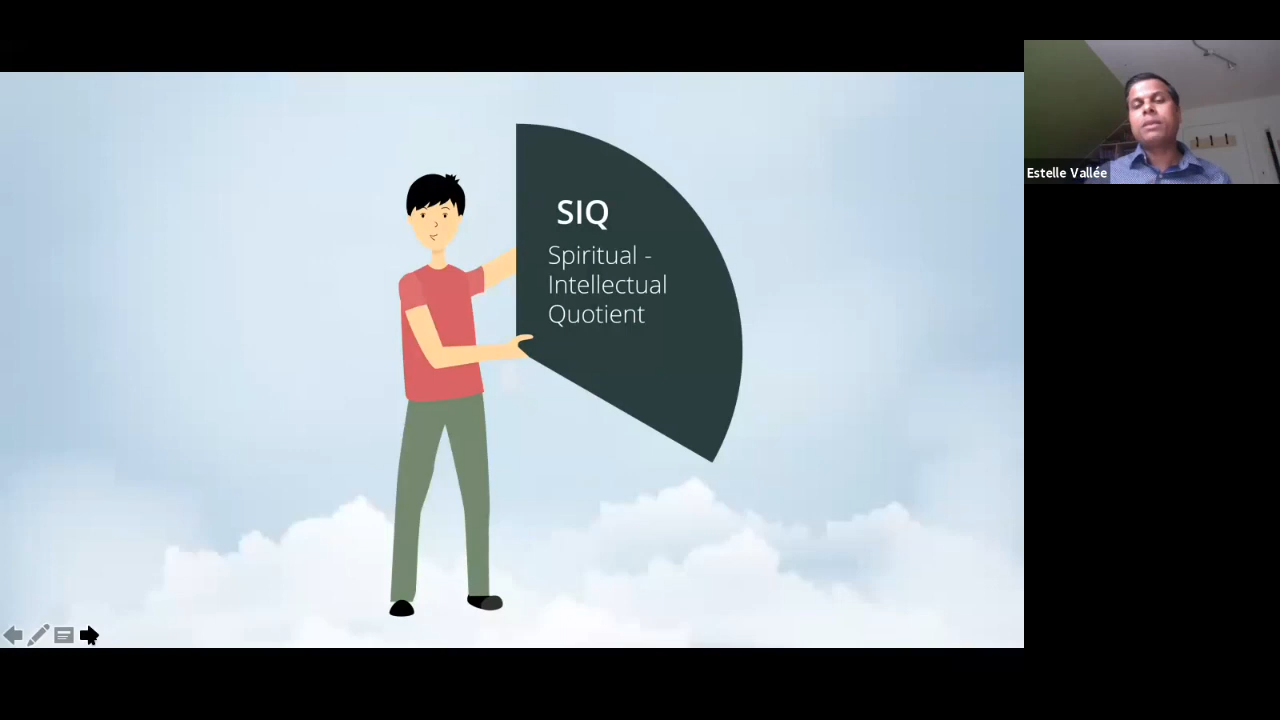 SIQ
Spiritual -
Intellectual
Quotient
Estelle Vallée